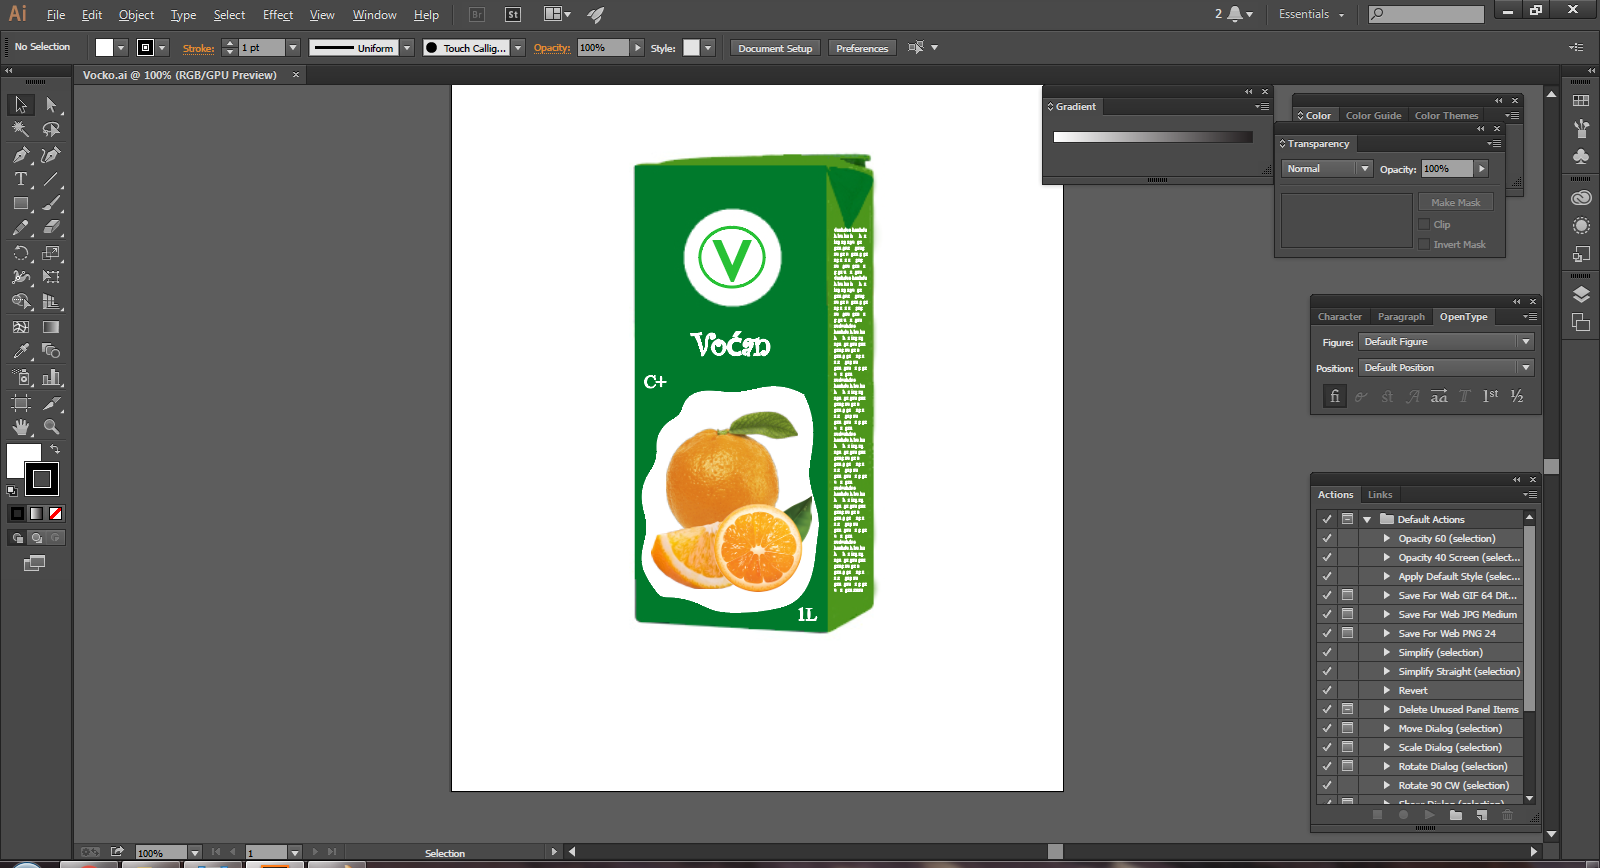 Ai File Edit Object Type Select Effect View Window Help Br St 2 Essentials
No Selection Stroke: 1 pt Uniform Touch Callig... Opacity: 100% Style: Document Setup Preferences
Vocko.ai @ 100% (RGB/GPU Preview)
Gradient
Color Color Guide Color Themes
Transparency
Normal Opacity: 100%
Make Mask
Clip
Invert Mask
V
Voćan
C+
1L
Character Paragraph OpenType
Figure: Default Figure
Position: Default Position
fi st A aa T 1st ½
Actions Links
Default Actions
Opacity 60 (selection)
Opacity 40 Screen (select...
Apply Default Style (selec...
Save For Web GIF 64 Dit...
Save For Web JPG Medium
Save For Web PNG 24
Simplify (selection)
Simplify Straight (selection)
Revert
Delete Unused Panel Items
Move Dialog (selection)
Scale Dialog (selection)
Rotate Dialog (selection)
Rotate 90 CW (selection)
100% 1 Selection